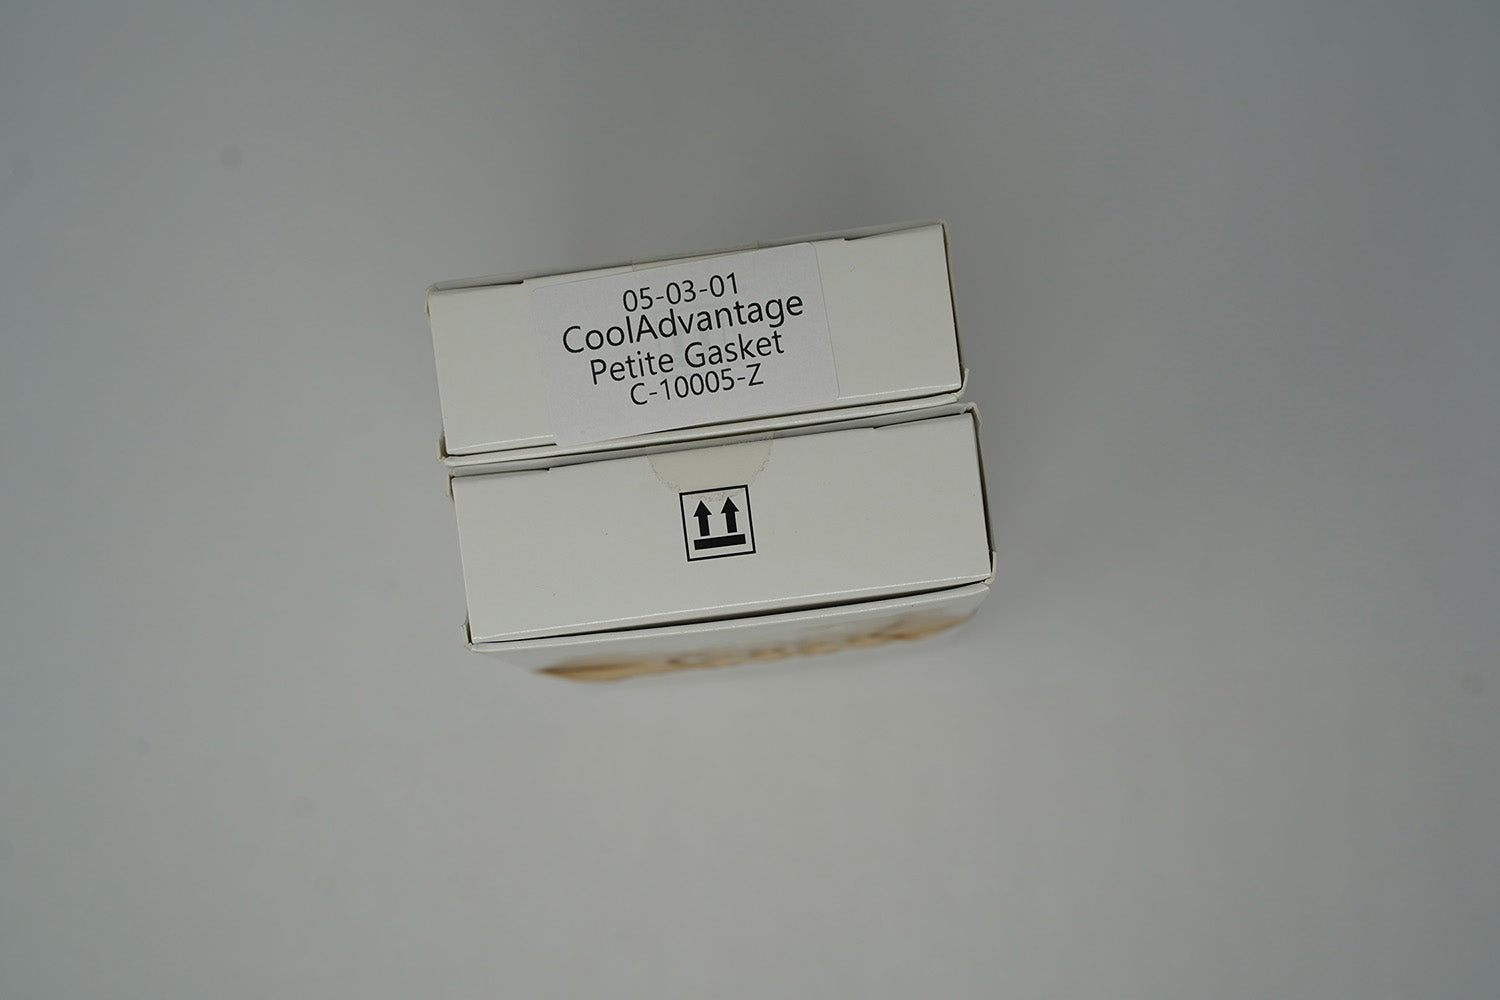 05-03-01
CoolAdvantage
Petite Gasket
C-10005-Z